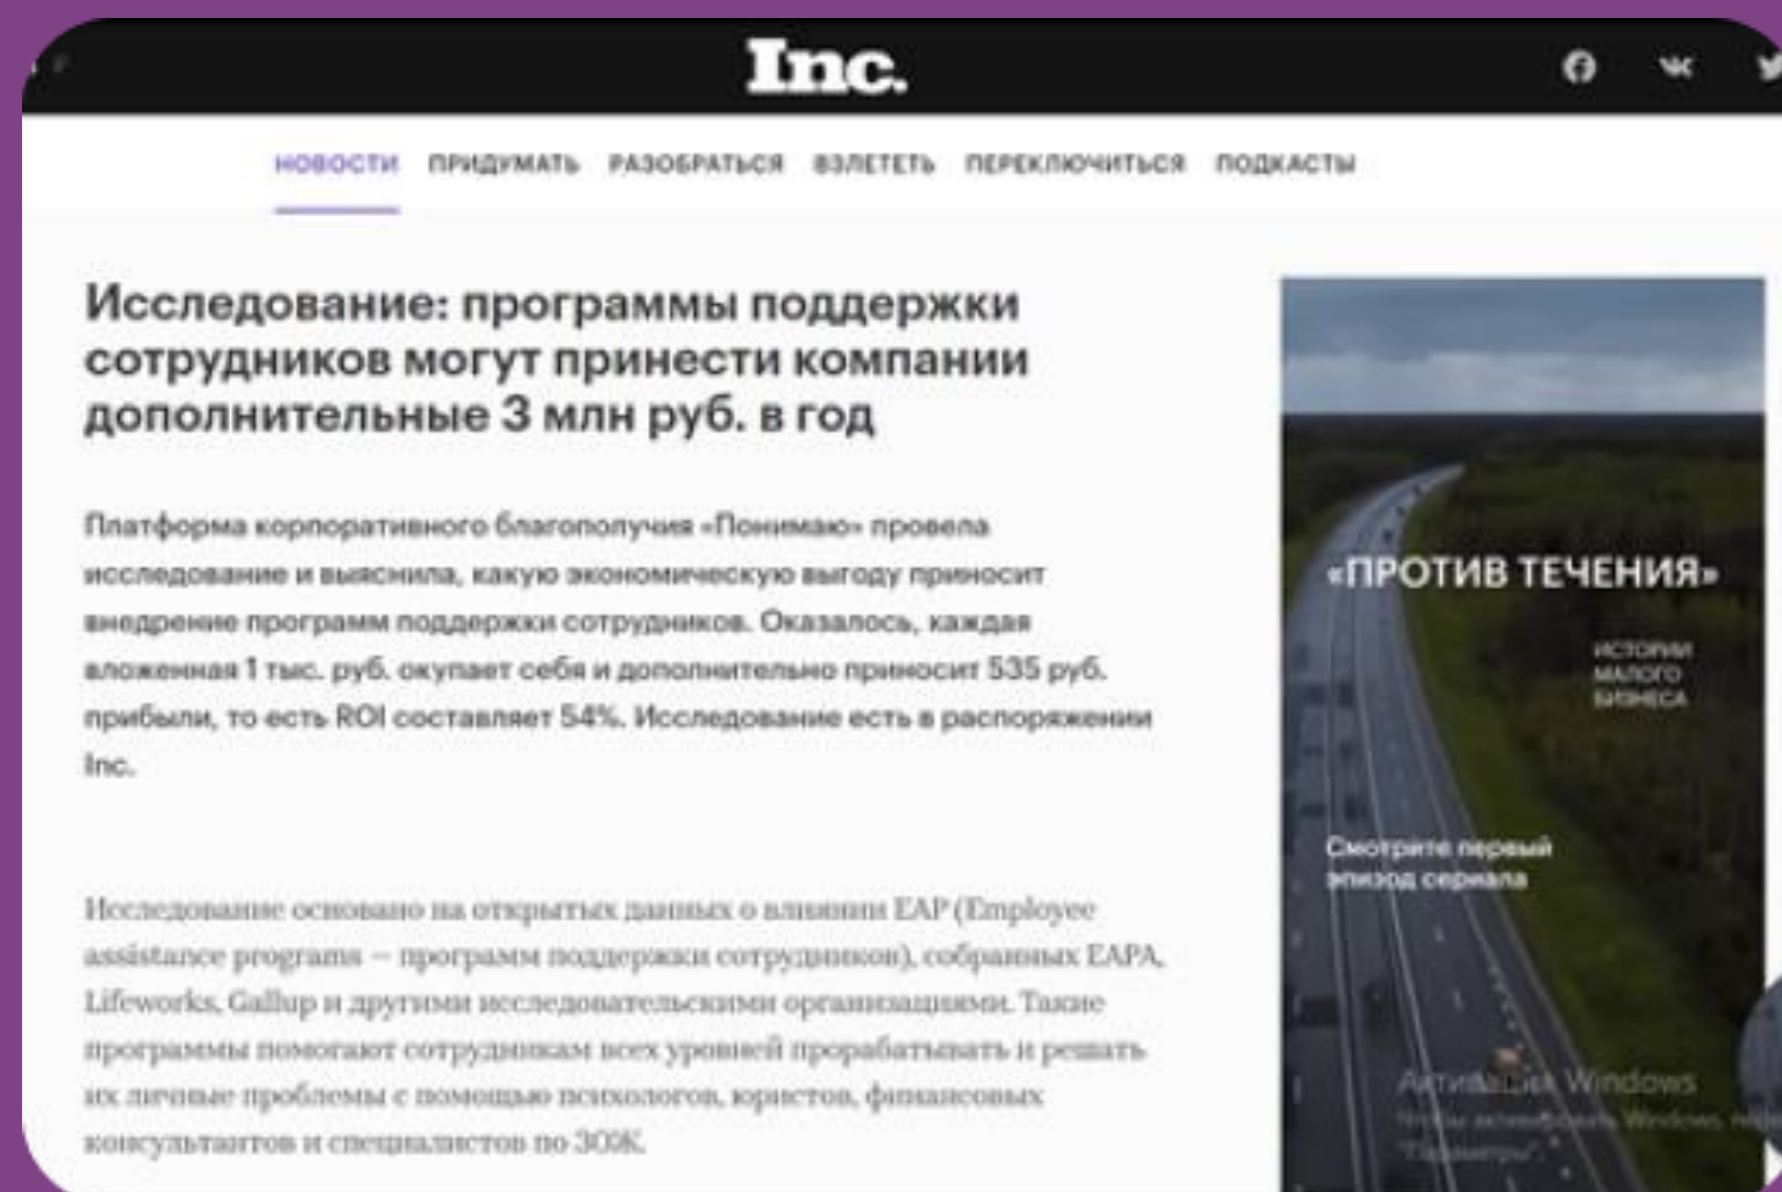 Inc.
НОВОСТИ ПРИДУМАТЬ РАЗОБРАТЬСЯ ВЗЛЕТЕТЬ ПЕРЕКЛЮЧИТЬСЯ ПОДКАСТЫ
Исследование: программы поддержки
сотрудников могут принести компании
дополнительные 3 млн руб. в год
Платформа корпоративного благополучия «Понимаю» провела
исследование и выяснила, какую экономическую выгоду приносит
внедрение программ поддержки сотрудников. Оказалось, каждая
вложенная 1 тыс. руб. окупает себя и дополнительно приносит 535 руб.
прибыли, то есть ROI составляет 54%. Исследование есть в распоряжении
Inc.
Исследование основано на открытых данных о влиянии EAP (Employee
assistance programs — программ поддержки сотрудников), собранных EAPA,
Lifeworks, Gallup и другими исследовательскими организациями. Такие
программы помогают сотрудникам всех уровней прорабатывать и решать
их личные проблемы с помощью психологов, юристов, финансовых
консультантов и специалистов по ЗОЖ.
«ПРОТИВ ТЕЧЕНИЯ»
ИСТОРИИ
МАЛОГО
БИЗНЕСА
Смотрите первый
эпизод сериала
Активация Windows
Чтобы активировать Windows,
"Параметры".